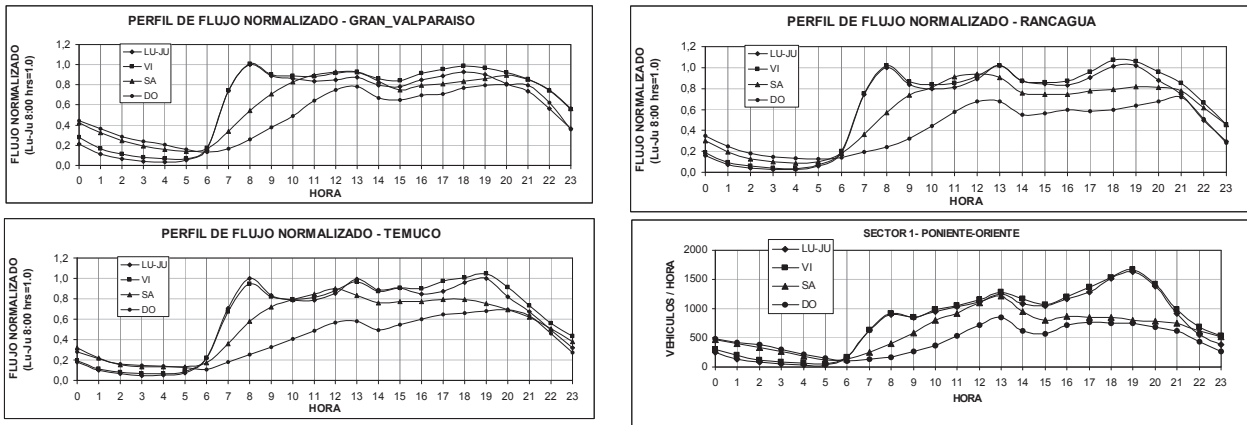 PERFIL DE FLUJO NORMALIZADO - GRAN_VALPARAISO
FLUJO NORMALIZADO
(Lu-Ju 8:00 hrs=1.0)
1,2
1,0
0,8
0,6
0,4
0,2
0,0
LU-JU
VI
SA
DO
0 1 2 3 4 5 6 7 8 9 10 11 12 13 14 15 16 17 18 19 20 21 22 23
HORA
PERFIL DE FLUJO NORMALIZADO - RANCAGUA
FLUJO NORMALIZADO
(Lu-Ju 8:00 hrs=1.0)
1,2
1,0
0,8
0,6
0,4
0,2
0,0
LU-JU
VI
SA
DO
0 1 2 3 4 5 6 7 8 9 10 11 12 13 14 15 16 17 18 19 20 21 22 23
HORA
PERFIL DE FLUJO NORMALIZADO - TEMUCO
FLUJO NORMALIZADO
(Lu-Ju 8:00 hrs=1,0)
1,2
1,0
0,8
0,6
0,4
0,2
0,0
LU-JU
VI
SA
DO
0 1 2 3 4 5 6 7 8 9 10 11 12 13 14 15 16 17 18 19 20 21 22 23
HORA
SECTOR 1- PONIENTE-ORIENTE
VEHICULOS / HORA
2000
1500
1000
500
0
LU-JU
VI
SA
DO
0 1 2 3 4 5 6 7 8 9 10 11 12 13 14 15 16 17 18 19 20 21 22 23
HORA